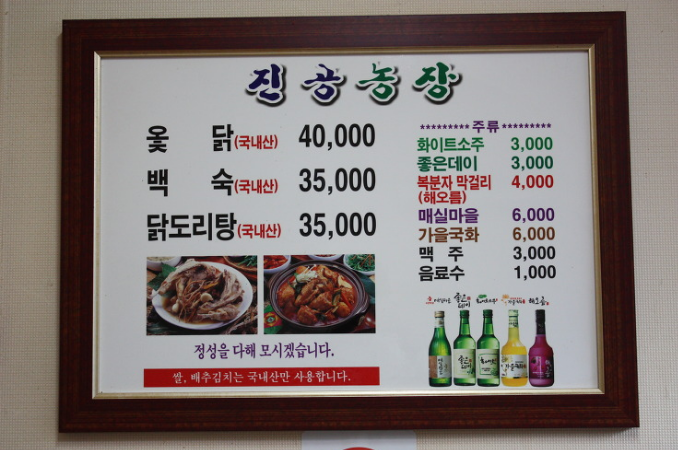 진공농장
옻 닭(국내산) 40,000
백 숙(국내산) 35,000
닭도리탕(국내산) 35,000
정성을 다해 모시겠습니다.
쌀, 배추김치는 국내산만 사용합니다.
********* 주류 *********
화이트소주 3,000
좋은데이 3,000
복분자 막걸리 4,000
(해오름)
매실마을 6,000
가을국화 6,000
맥 주 3,000
음료수 1,000
좋은데이